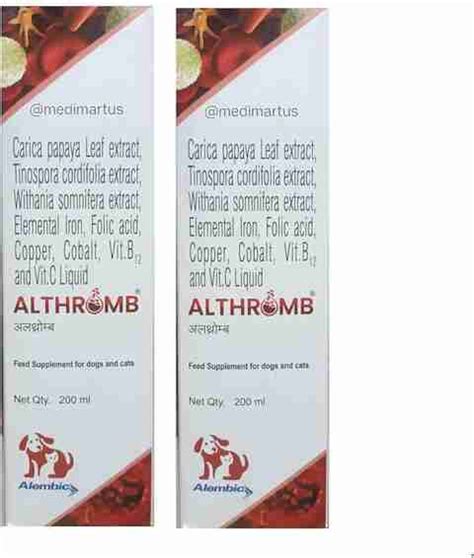 @medimartus
Carica papaya Leaf extract,
Tinospora cordifolia extract,
Withania somnifera extract,
Elemental Iron, Folic acid,
Copper, Cobalt, Vit.B12
and Vit.C Liquid
ALTHROMB®
अलथ्रोम्ब
Feed Supplement for dogs and cats
Net Qty. 200 ml
Alembic
@medimartus
Carica papaya Leaf extract,
Tinospora cordifolia extract,
Withania somnifera extract,
Elemental Iron, Folic acid,
Copper, Cobalt, Vit.B12
and Vit.C Liquid
ALTHROMB®
अलथ्रोम्ब
Feed Supplement for dogs and cats
Net Qty. 200 ml
Alembic